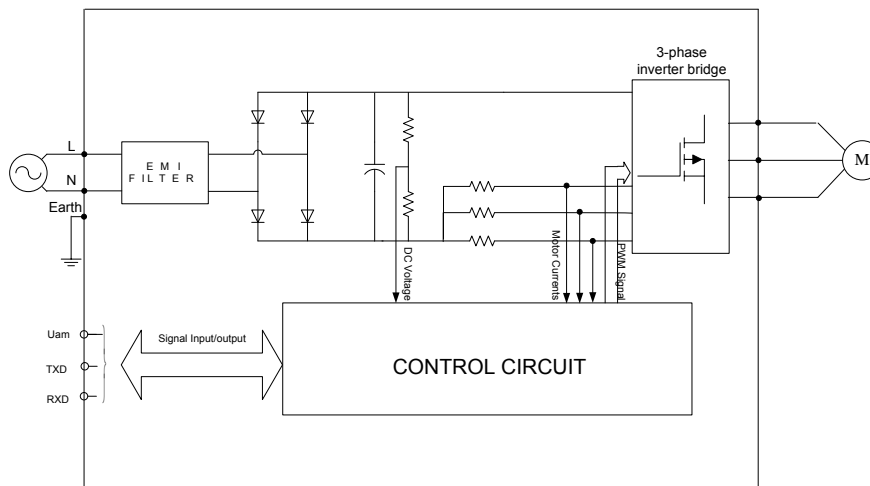 3-phase
inverter bridge
L
N
Earth
E M I
F I L T E R
M
DC Voltage
Motor Currents
PWM Signal
Uam
TXD
RXD
Signal Input/output
CONTROL CIRCUIT